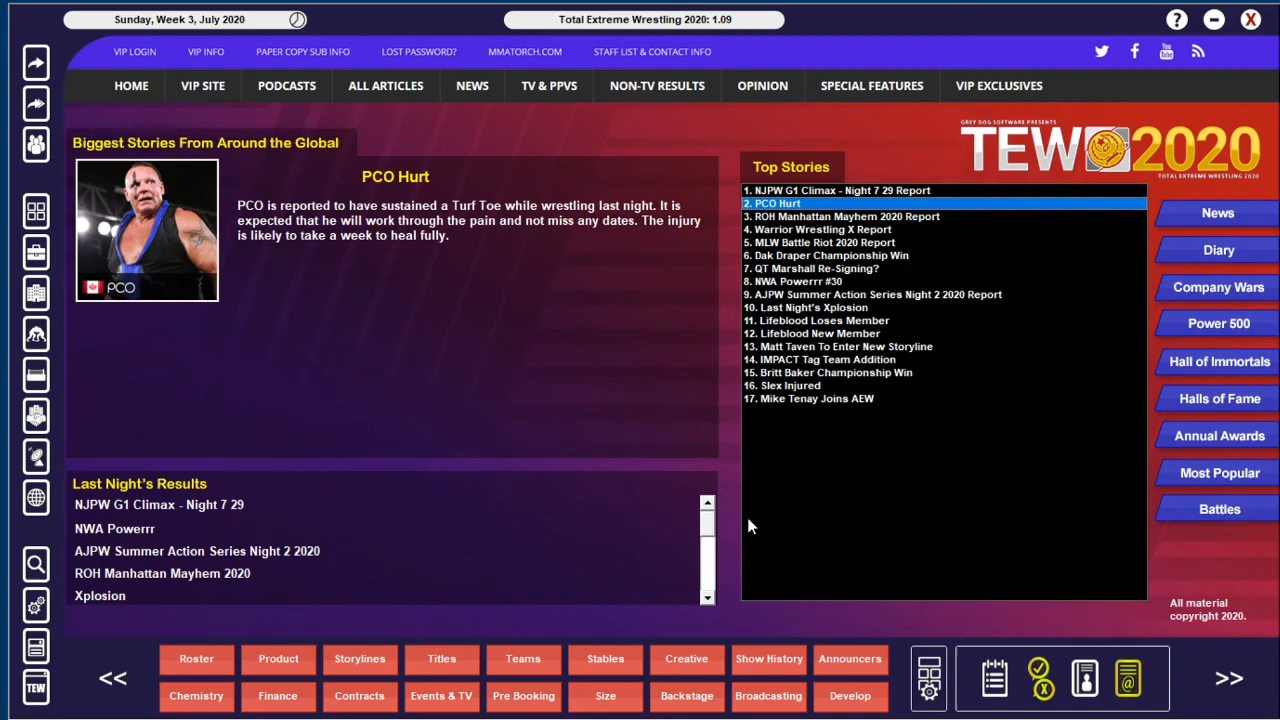 Sunday, Week 3, July 2020
Total Extreme Wrestling 2020: 1.09
?
X
VIP LOGIN VIP INFO PAPER COPY SUB INFO LOST PASSWORD? MMATORCH.COM STAFF LIST & CONTACT INFO
HOME VIP SITE PODCASTS ALL ARTICLES NEWS TV & PPVS NON-TV RESULTS OPINION SPECIAL FEATURES VIP EXCLUSIVES
GREY DOG SOFTWARE PRESENTS
TEW 2020
TOTAL EXTREME WRESTLING 2020
Biggest Stories From Around the Global
PCO
PCO Hurt
PCO is reported to have sustained a Turf Toe while wrestling last night. It is
expected that he will work through the pain and not miss any dates. The injury
is likely to take a week to heal fully.
Top Stories
1. NJPW G1 Climax - Night 7 29 Report
2. PCO Hurt
3. ROH Manhattan Mayhem 2020 Report
4. Warrior Wrestling X Report
5. MLW Battle Riot 2020 Report
6. Dak Draper Championship Win
7. QT Marshall Re-Signing?
8. NWA Powerrr #30
9. AJPW Summer Action Series Night 2 2020 Report
10. Last Night's Xplosion
11. Lifeblood Loses Member
12. Lifeblood New Member
13. Matt Taven To Enter New Storyline
14. IMPACT Tag Team Addition
15. Britt Baker Championship Win
16. Slex Injured
17. Mike Tenay Joins AEW
News
Diary
Company Wars
Power 500
Hall of Immortals
Halls of Fame
Annual Awards
Most Popular
Battles
All material
copyright 2020.
Last Night's Results
NJPW G1 Climax - Night 7 29
NWA Powerrr
AJPW Summer Action Series Night 2 2020
ROH Manhattan Mayhem 2020
Xplosion
TEW
<<
Roster Product Storylines Titles Teams Stables Creative Show History Announcers
Chemistry Finance Contracts Events & TV Pre Booking Size Backstage Broadcasting Develop
>>